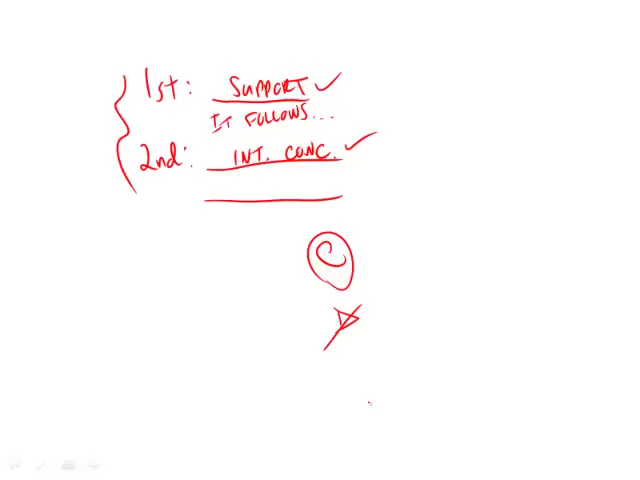 1st: SUPPORT
IT FOLLOWS...
2nd: INT. CONC.
C
D